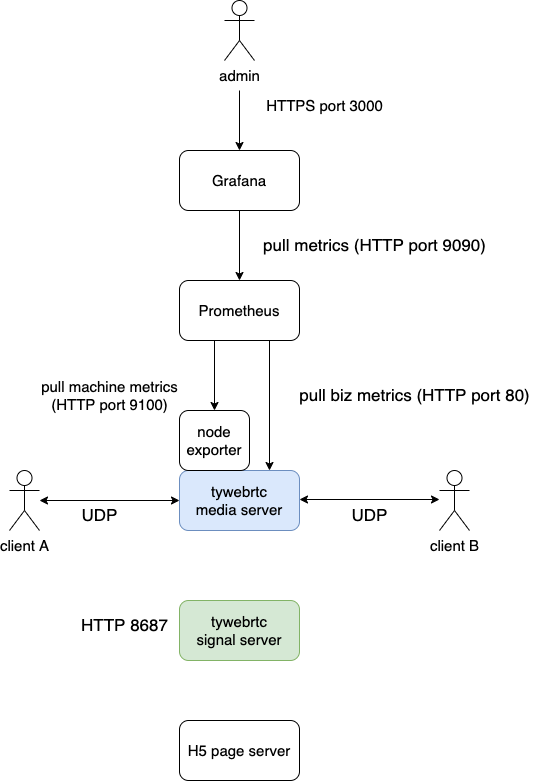 admin
HTTPS port 3000
Grafana
pull metrics (HTTP port 9090)
Prometheus
pull machine metrics
(HTTP port 9100)
pull biz metrics (HTTP port 80)
node
exporter
tywebrtc
media server
UDP
UDP
client A
client B
HTTP 8687
tywebrtc
signal server
H5 page server